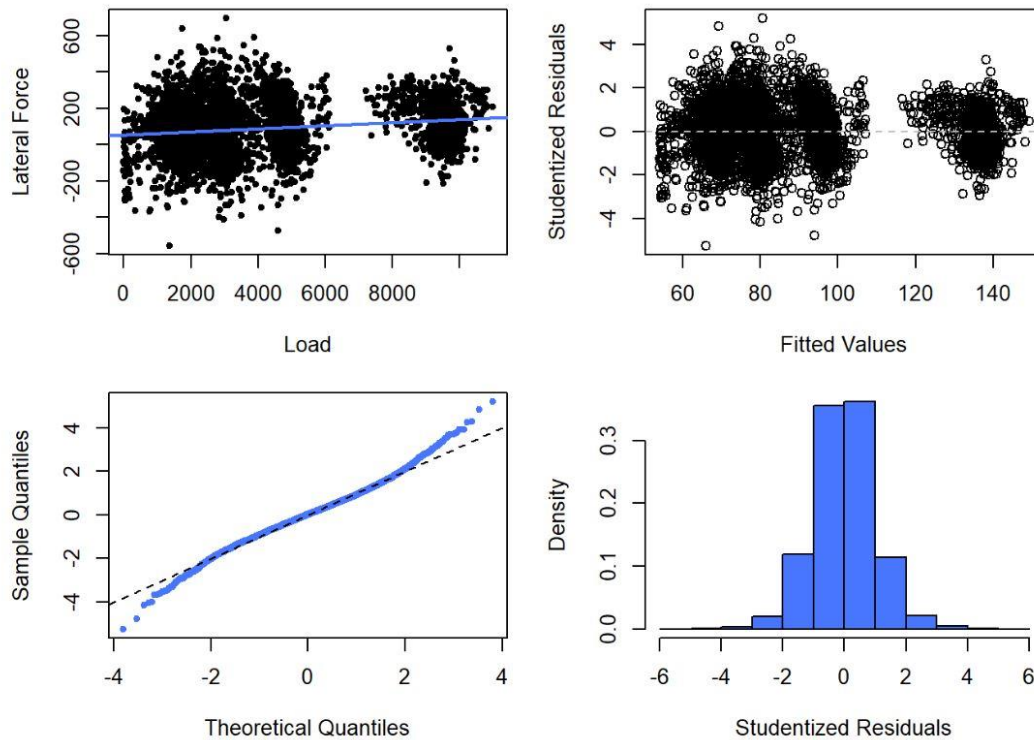 Lateral Force
600
200
-200
-600
0 2000 4000 6000 8000
Load
Studentized Residuals
4
2
0
-2
-4
60 80 100 120 140
Fitted Values
Sample Quantiles
4
2
0
-2
-4
-4 -2 0 2 4
Theoretical Quantiles
Density
0.3
0.1
0.0
-6 -4 -2 0 2 4 6
Studentized Residuals